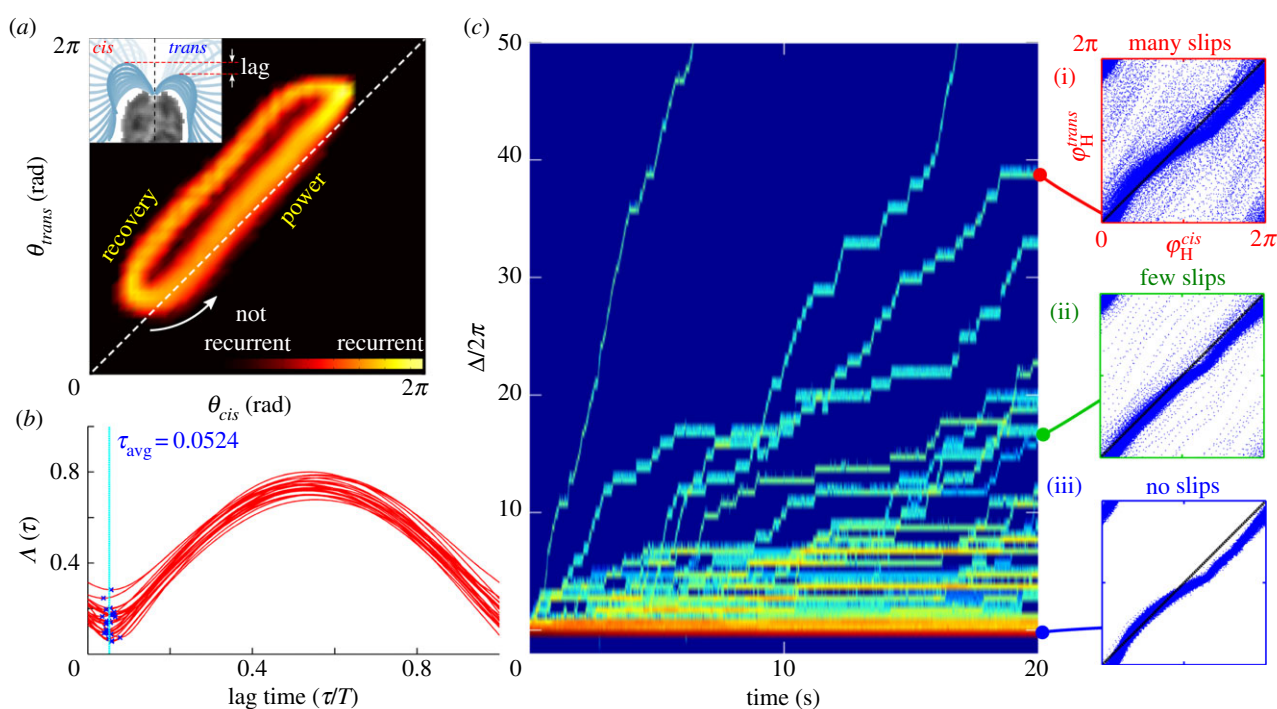 (a)
2π
cis
trans
lag
θtrans (rad)
recovery
power
not
recurrent
recurrent
0
θcis (rad)
2π
(b)
τavg = 0.0524
0.8
0.4
Λ (τ)
0
0.4
0.8
lag time (τ/T)
(c)
50
40
30
20
10
Δ/2π
0
10
20
time (s)
many slips
(i)
2π
φHtrans
0
φHcis
2π
few slips
(ii)
no slips
(iii)